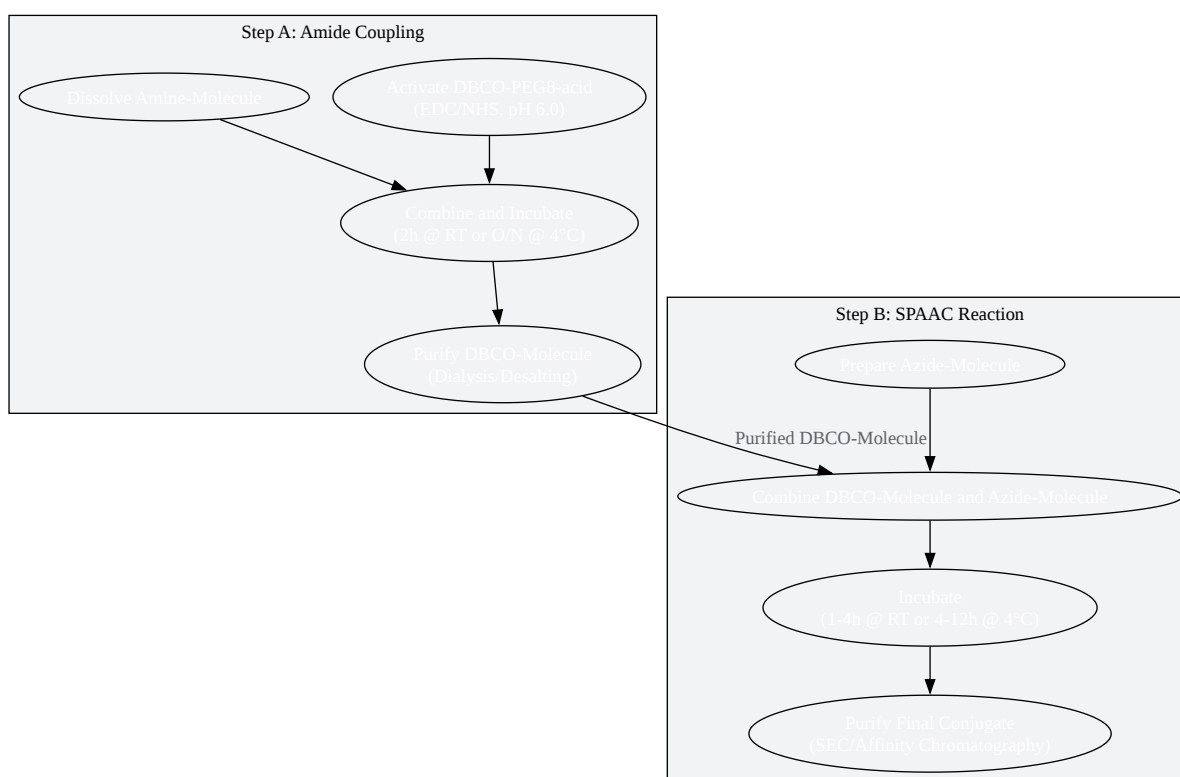 Step A: Amide Coupling
Dissolve Amine-Molecule
Activate DBCO-PEG8-acid
(EDC/NHS, pH 6.0)
Combine and Incubate
(2h @ RT or O/N @ 4°C)
Purify DBCO-Molecule
(Dialysis/Desalting)
Purified DBCO-Molecule
Step B: SPAAC Reaction
Prepare Azide-Molecule
Combine DBCO-Molecule and Azide-Molecule
Incubate
(1-4h @ RT or 4-12h @ 4°C)
Purify Final Conjugate
(SEC/Affinity Chromatography)